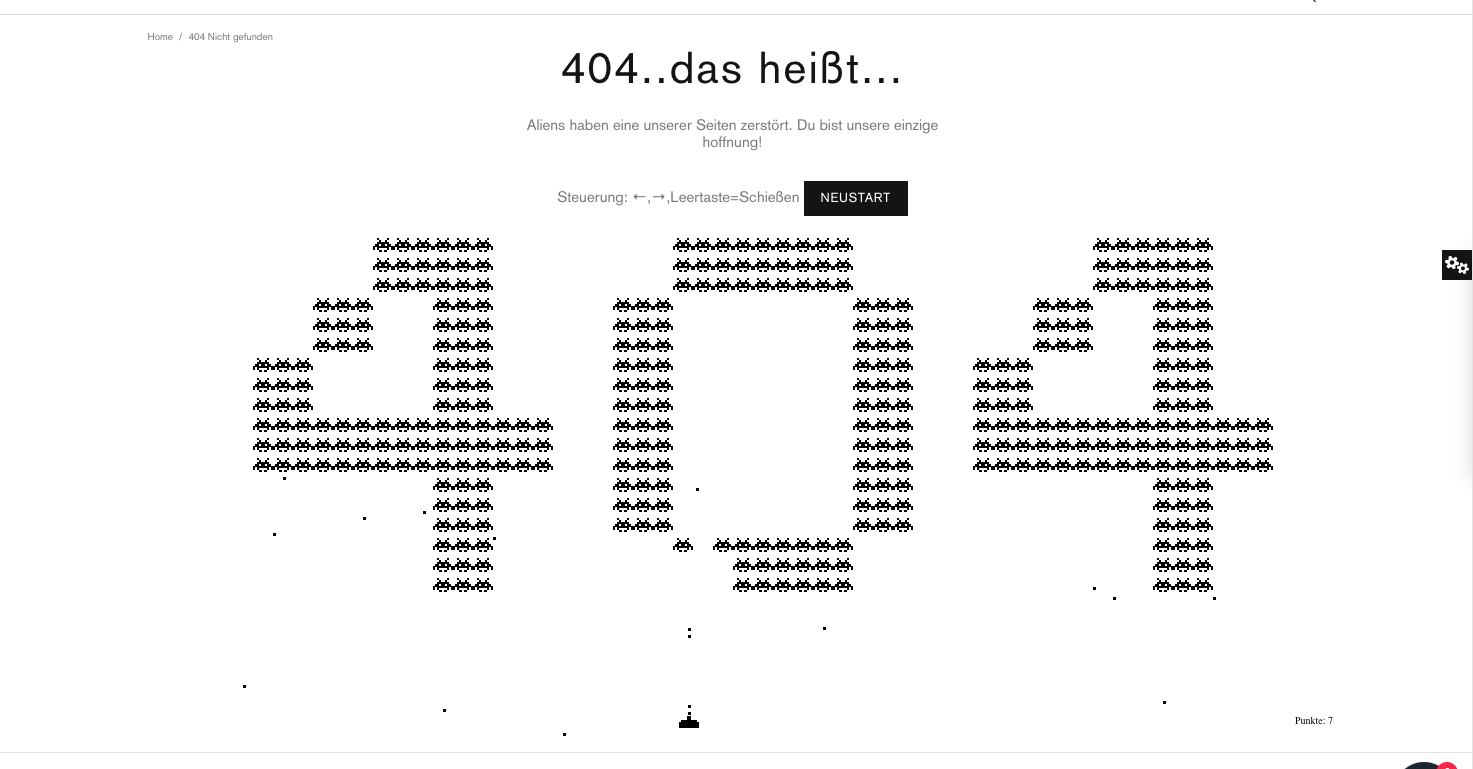 Home / 404 Nicht gefunden
404..das heißt...
Aliens haben eine unserer Seiten zerstört. Du bist unsere einzige
hoffnung!
Steuerung: ←,→,Leertaste=Schießen NEUSTART
404
Punkte: 7